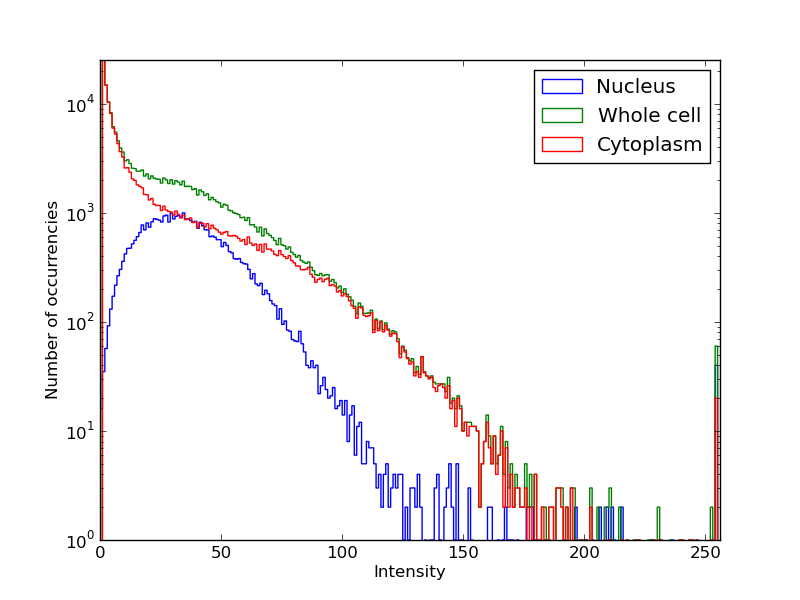 Nucleus
Whole cell
Cytoplasm
10^4
10^3
10^2
10^1
10^0
Number of occurrencies
0 50 100 150 200 250
Intensity